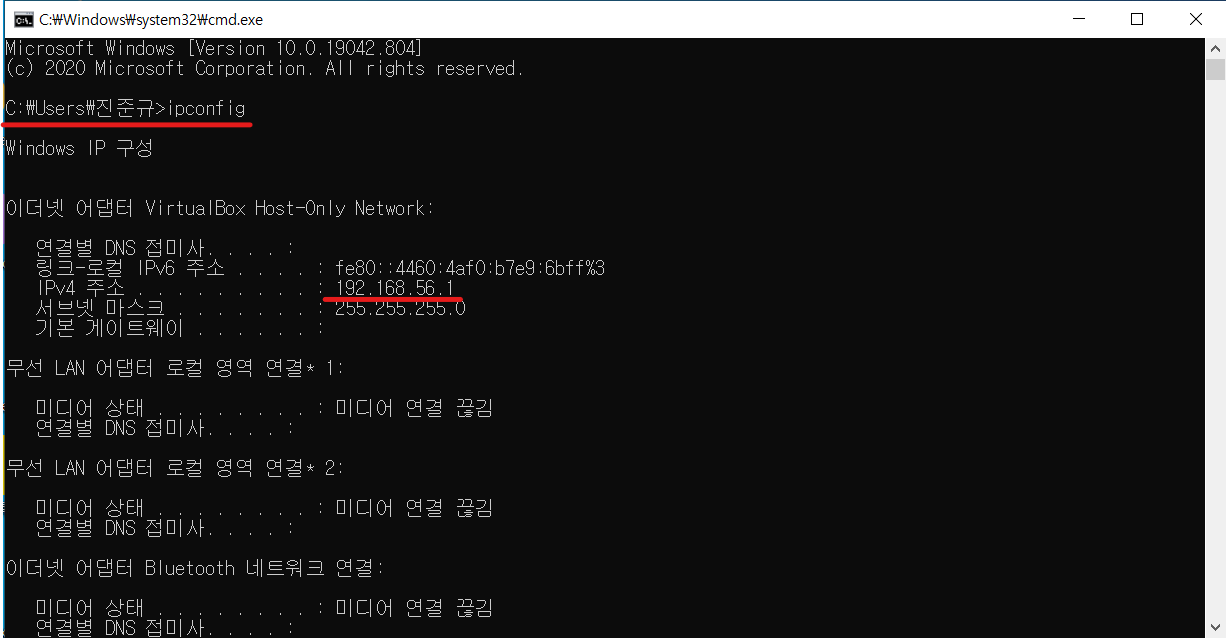 C:\Windows\system32\cmd.exe
Microsoft Windows [Version 10.0.19042.804]
(c) 2020 Microsoft Corporation. All rights reserved.
C:\Users\진준규>ipconfig
Windows IP 구성
이더넷 어댑터 VirtualBox Host-Only Network:
연결별 DNS 접미사. . . . :
링크-로컬 IPv6 주소 . . . . : fe80::4460:4af0:b7e9:6bff%3
IPv4 주소 . . . . . . . . . : 192.168.56.1
서브넷 마스크 . . . . . . . : 255.255.255.0
기본 게이트웨이 . . . . . . :
무선 LAN 어댑터 로컬 영역 연결* 1:
미디어 상태 . . . . . . . . : 미디어 연결 끊김
연결별 DNS 접미사. . . . :
무선 LAN 어댑터 로컬 영역 연결* 2:
미디어 상태 . . . . . . . . : 미디어 연결 끊김
연결별 DNS 접미사. . . . :
이더넷 어댑터 Bluetooth 네트워크 연결:
미디어 상태 . . . . . . . . : 미디어 연결 끊김
연결별 DNS 접미사. . . . :